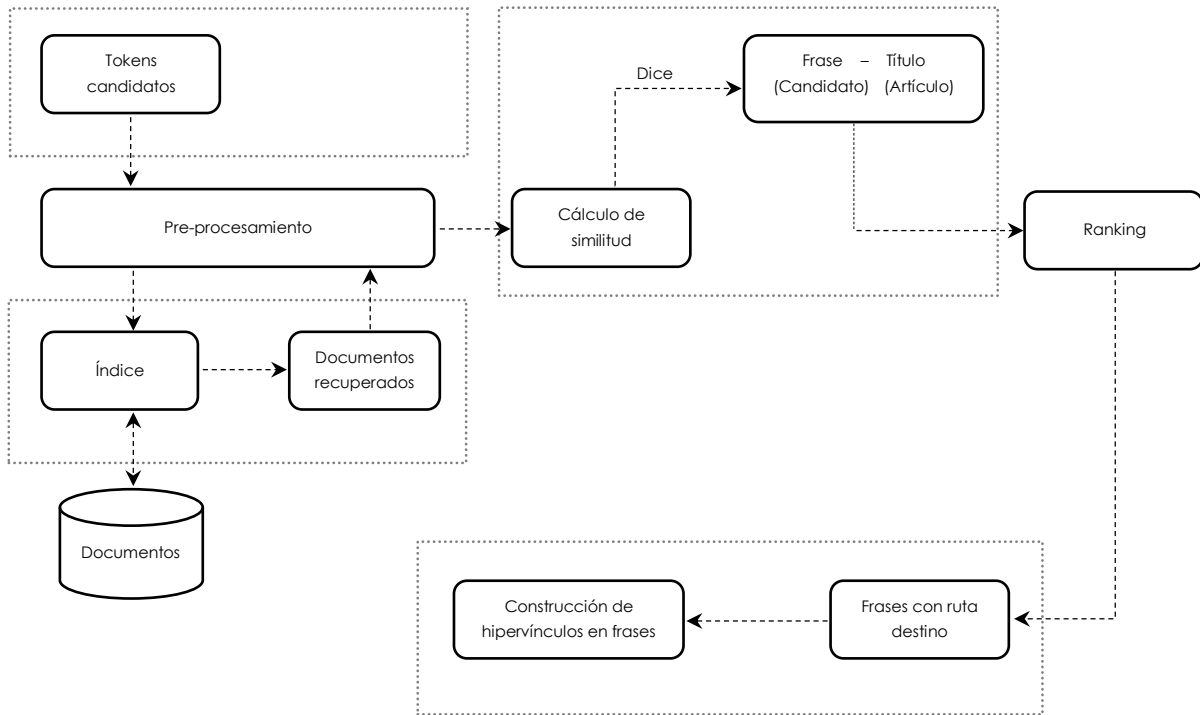 Tokens
candidatos
Dice
Frase – Título
(Candidato) (Artículo)
Pre-procesamiento
Cálculo de
similitud
Ranking
Índice
Documentos
recuperados
Documentos
Construcción de
hipervínculos en frases
Frases con ruta
destino